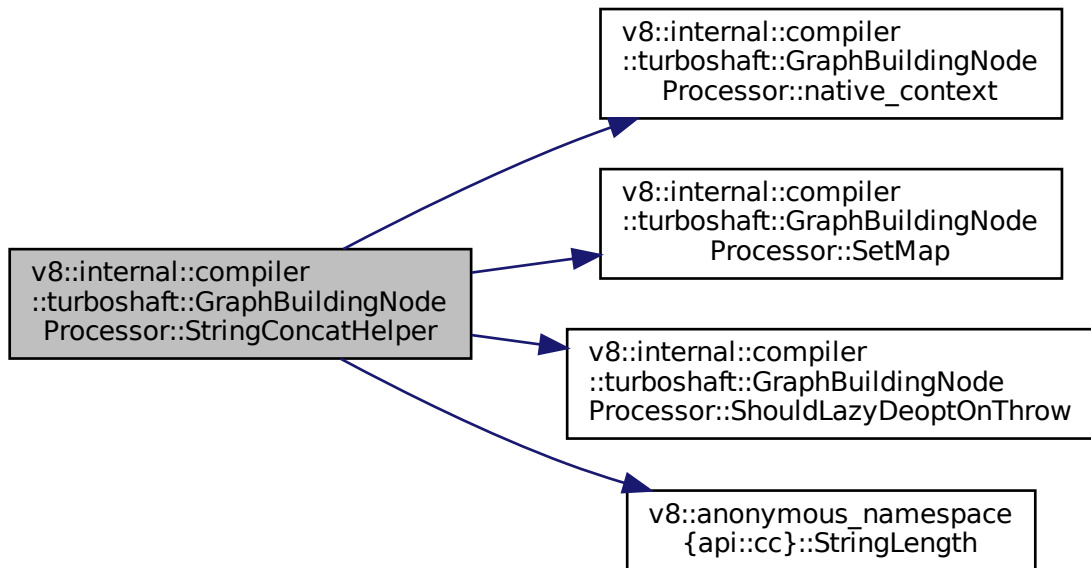 v8::internal::compiler
::turboshaft::GraphBuildingNode
Processor::native_context
v8::internal::compiler
::turboshaft::GraphBuildingNode
Processor::SetMap
v8::internal::compiler
::turboshaft::GraphBuildingNode
Processor::StringConcatHelper
v8::internal::compiler
::turboshaft::GraphBuildingNode
Processor::ShouldLazyDeoptOnThrow
v8::anonymous_namespace
{api::cc}::StringLength